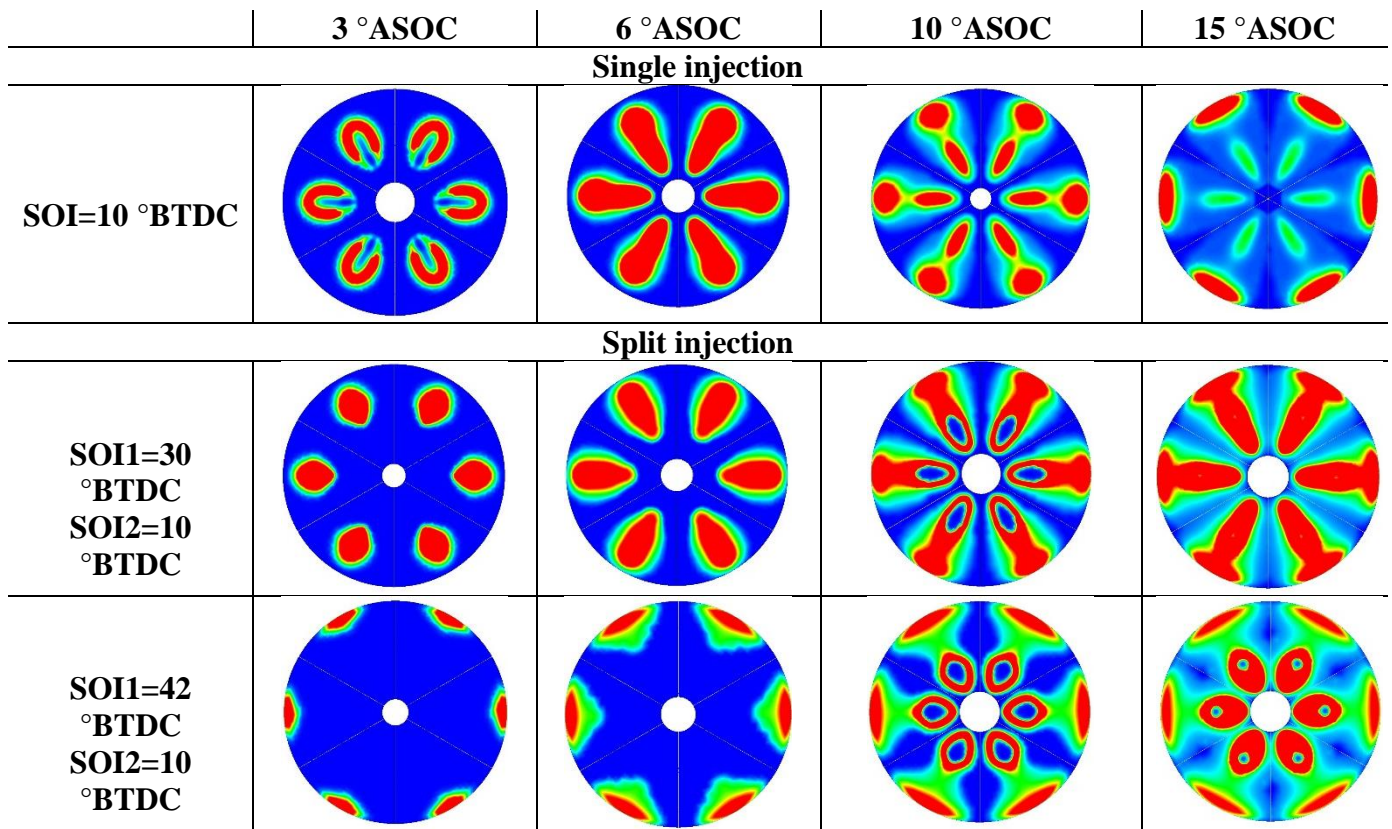 3 °ASOC 6 °ASOC 10 °ASOC 15 °ASOC
Single injection
SOI=10 °BTDC
Split injection
SOI1=30
°BTDC
SOI2=10
°BTDC
SOI1=42
°BTDC
SOI2=10
°BTDC